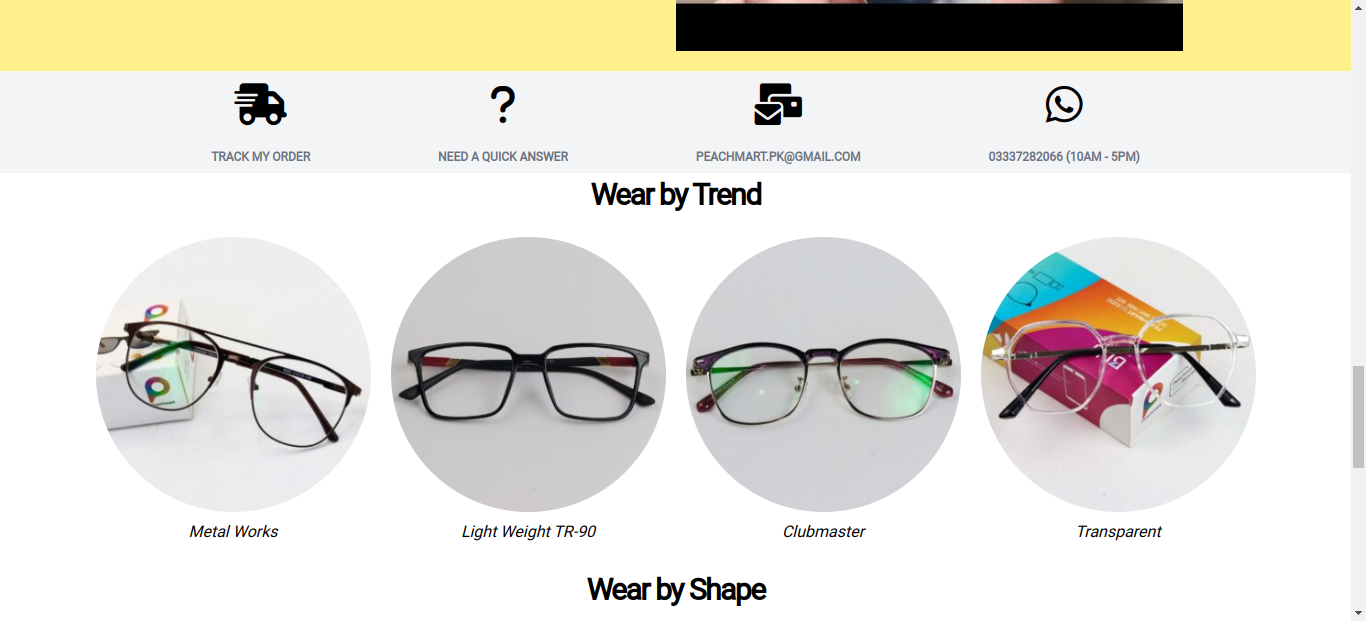 TRACK MY ORDER
NEED A QUICK ANSWER
PEACHMART.PK@GMAIL.COM
03337282066 (10AM - 5PM)
Wear by Trend
Metal Works
Light Weight TR-90
Clubmaster
Transparent
Wear by Shape